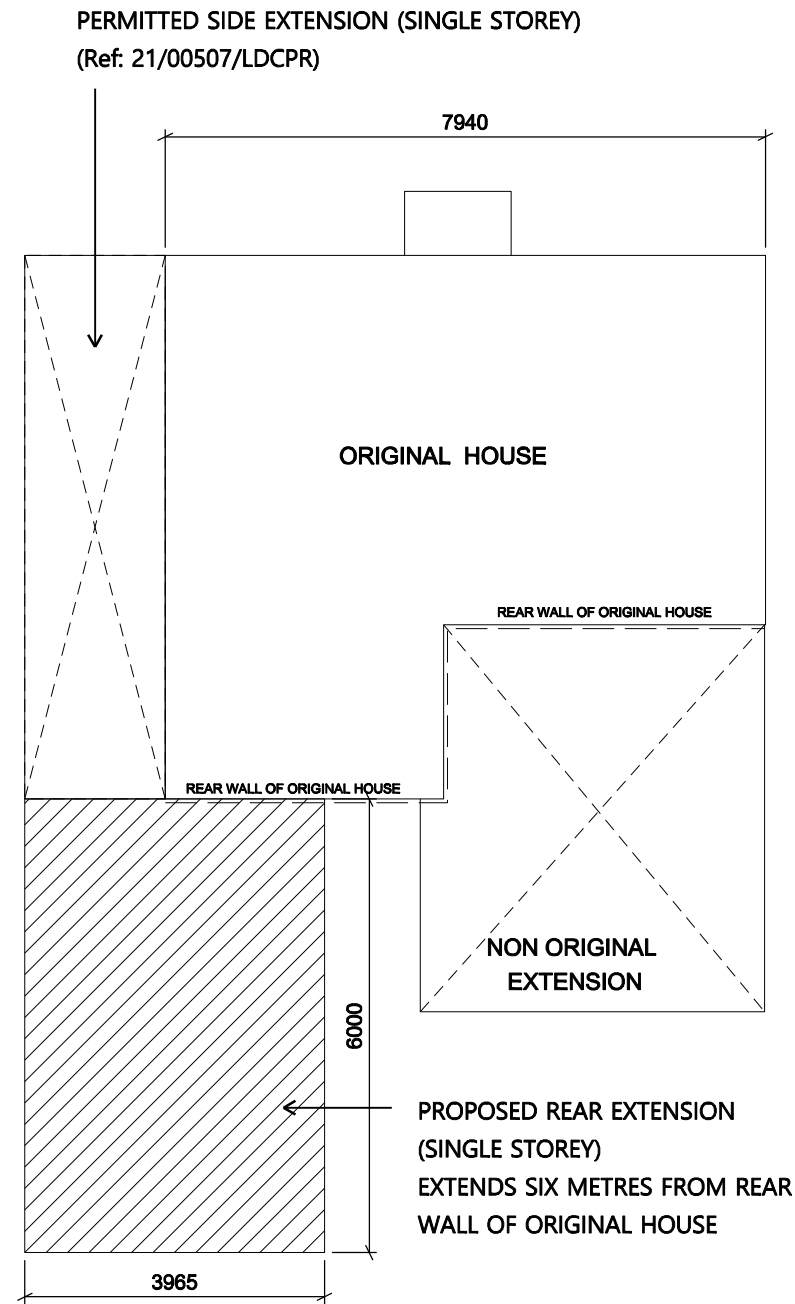 PERMITTED SIDE EXTENSION (SINGLE STOREY)
(Ref: 21/00507/LDCPR)
7940
ORIGINAL HOUSE
REAR WALL OF ORIGINAL HOUSE
REAR WALL OF ORIGINAL HOUSE
NON ORIGINAL
EXTENSION
6000
PROPOSED REAR EXTENSION
(SINGLE STOREY)
EXTENDS SIX METRES FROM REAR
WALL OF ORIGINAL HOUSE
3965